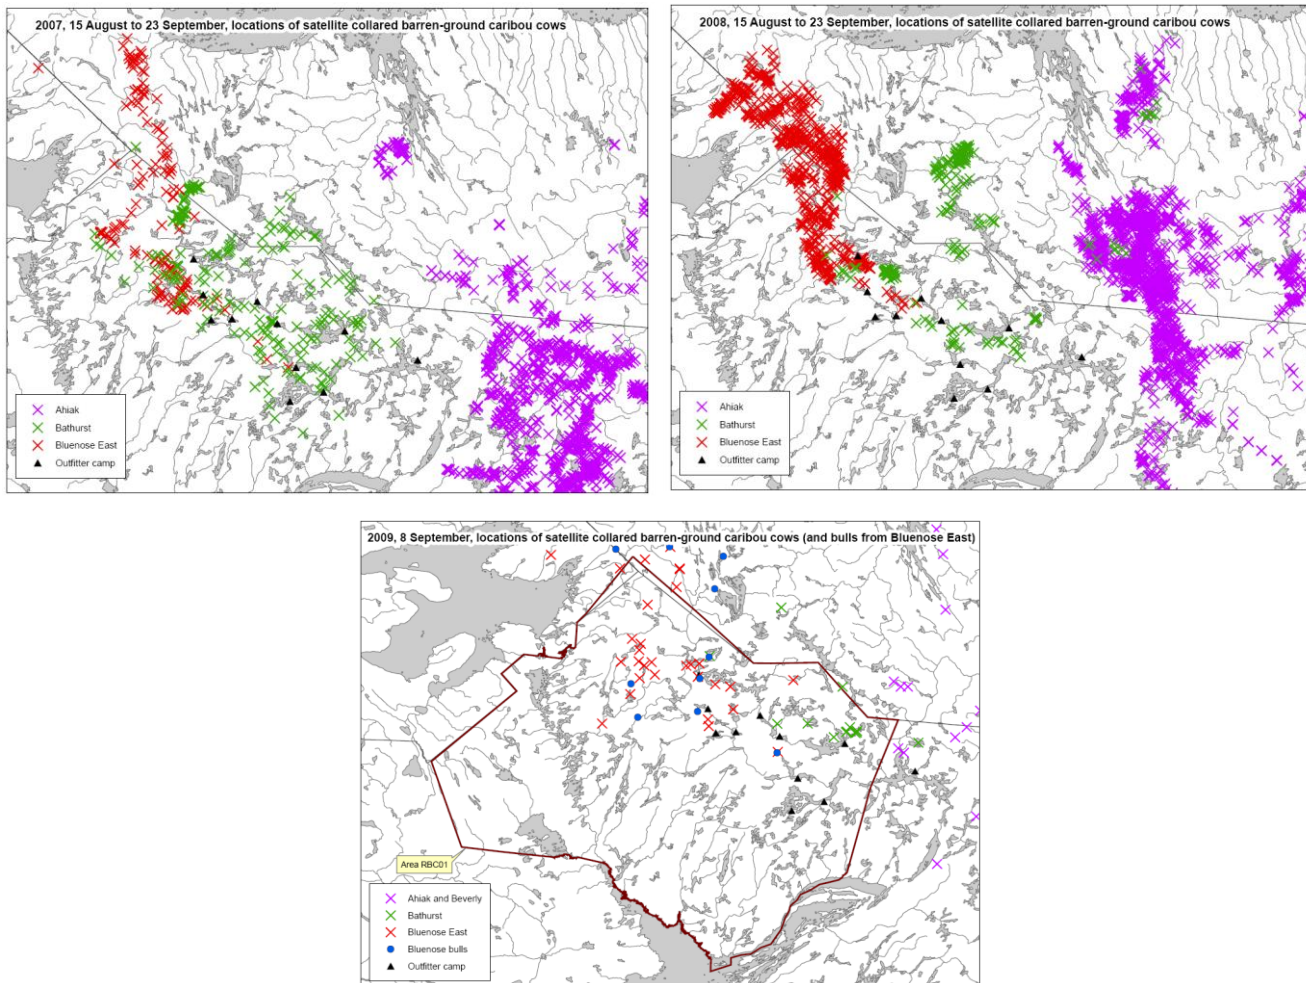 2007, 15 August to 23 September, locations of satellite collared barren-ground caribou cows
Ahiak
Bathurst
Bluenose East
Outfitter camp
2008, 15 August to 23 September, locations of satellite collared barren-ground caribou cows
Ahiak
Bathurst
Bluenose East
Outfitter camp
2009, 8 September, locations of satellite collared barren-ground caribou cows (and bulls from Bluenose East)
Area RBC01
Ahiak and Beverly
Bathurst
Bluenose East
Bluenose bulls
Outfitter camp